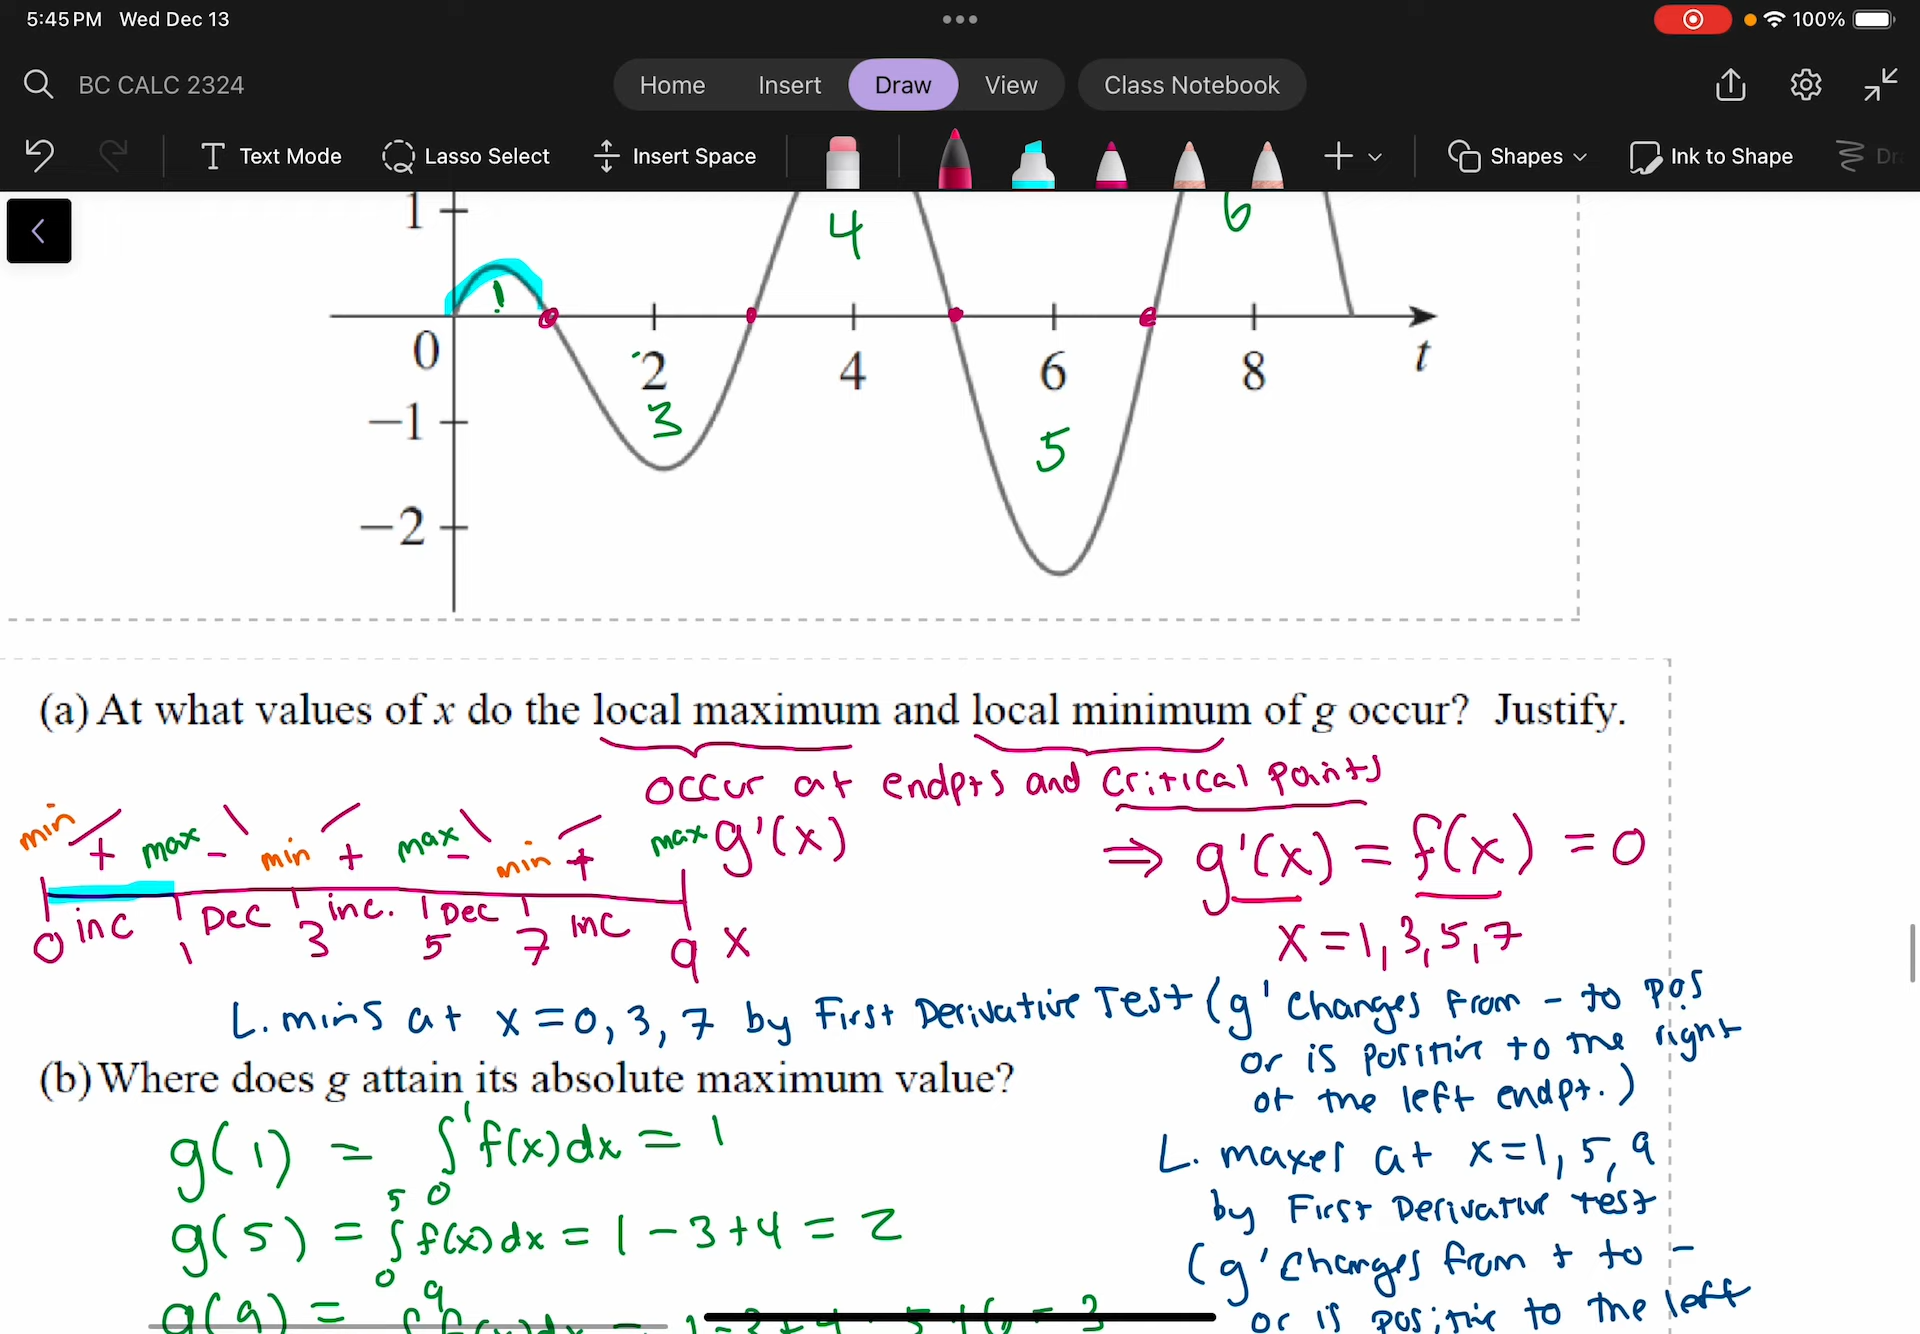 5:45 PM Wed Dec 13
100%
BC CALC 2324
Home Insert Draw View Class Notebook
Text Mode Lasso Select Insert Space Shapes Ink to Shape
1
4
6
1
0
2
4
6
8
t
3
5
−1
−2
(a) At what values of x do the local maximum and local minimum of g occur? Justify.
occur at endpts and critical points
min + max - min + max - min + max g'(x)
⇒ g'(x) = f(x) = 0
inc Dec inc. Dec inc
0 1 3 5 7 9 x
x = 1, 3, 5, 7
L. mins at x = 0, 3, 7 by First Derivative Test (g' changes from - to pos
or is positive to the right
of the left endpt.)
(b) Where does g attain its absolute maximum value?
g(1) = ∫₀¹ f(x)dx = 1
L. maxes at x = 1, 5, 9
by First Derivative test
g(5) = ∫₀⁵ f(x)dx = 1 - 3 + 4 = 2
(g' changes from + to -
or is positive to the left
g(9) =